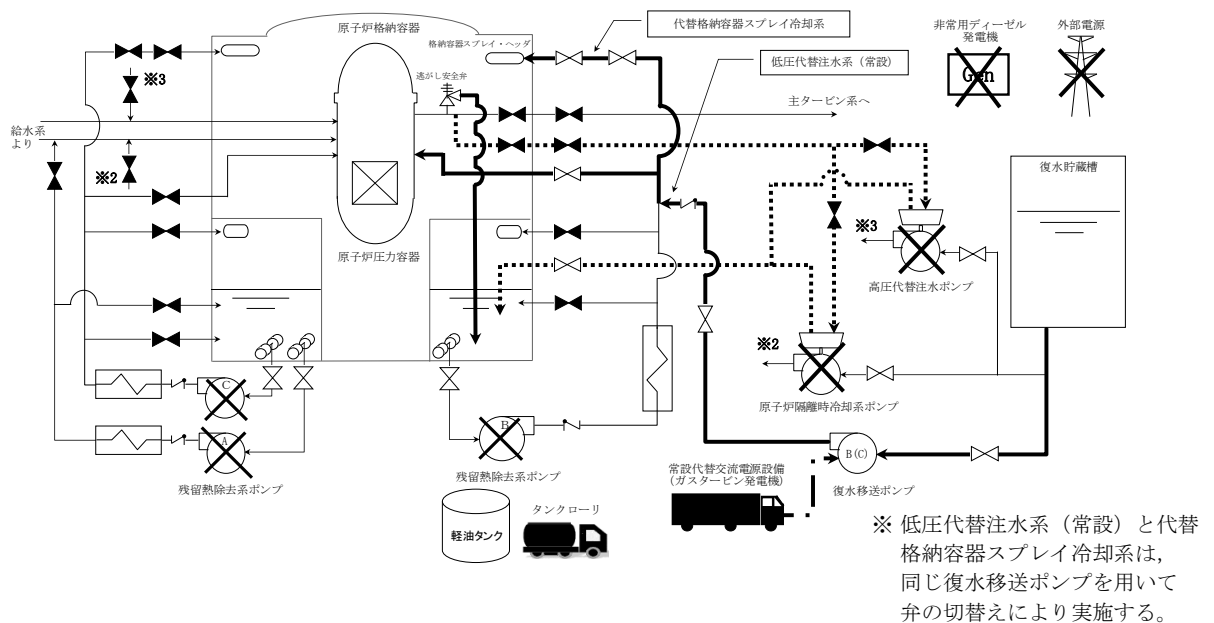 原子炉格納容器
代替格納容器スプレイ冷却系
非常用ディーゼル
発電機
外部電源
格納容器スプレイ・ヘッダ
低圧代替注水系（常設）
Gen
逃がし安全弁
※3
主タービン系へ
給水系
より
復水貯蔵槽
※2
※3
原子炉圧力容器
高圧代替注水ポンプ
※2
原子炉隔離時冷却系ポンプ
C
A
B
B(C)
残留熱除去系ポンプ
残留熱除去系ポンプ
常設代替交流電源設備
（ガスタービン発電機）
復水移送ポンプ
軽油タンク
タンクローリ
※ 低圧代替注水系（常設）と代替
格納容器スプレイ冷却系は，
同じ復水移送ポンプを用いて
弁の切替えにより実施する。